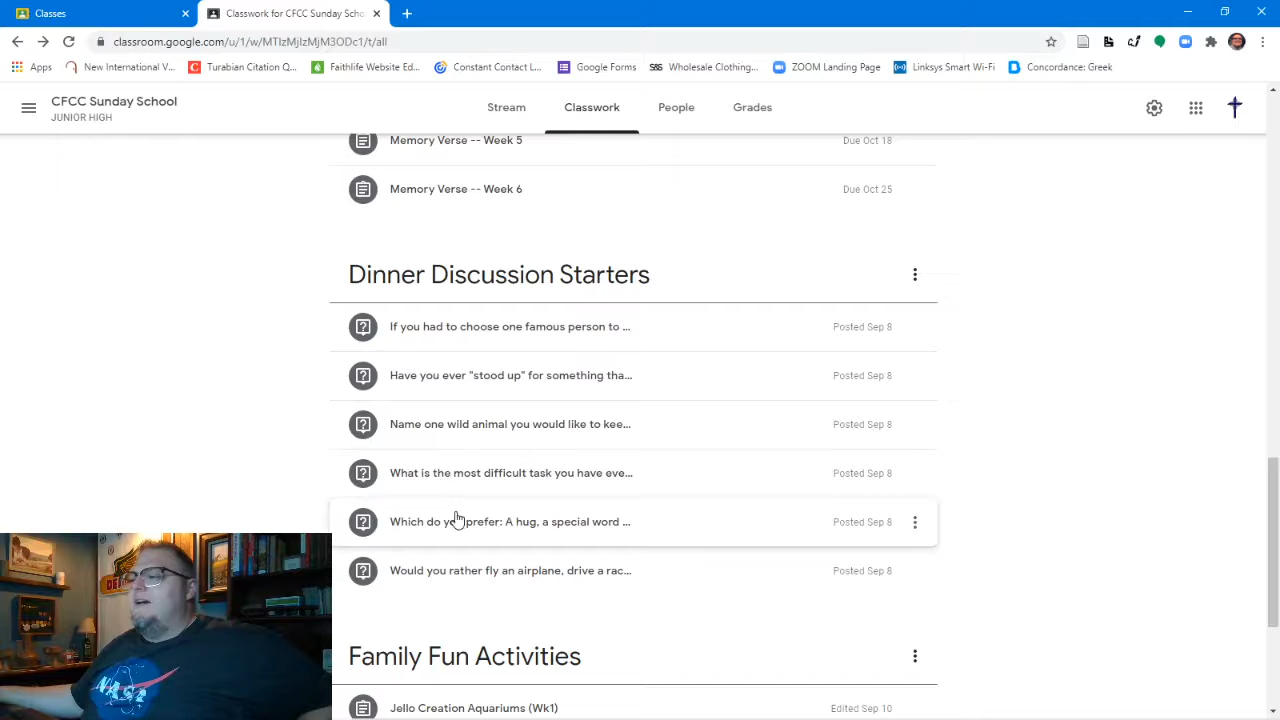 Classes
Classwork for CFCC Sunday Scho
classroom.google.com/u/1/w/MTIzMjIzMjM3ODc1/t/all
Apps
New International V...
Turabian Citation Q...
Faithlife Website Ed...
Constant Contact L...
Google Forms
S&S Wholesale Clothing...
ZOOM Landing Page
Linksys Smart Wi-Fi
Concordance: Greek
CFCC Sunday School
JUNIOR HIGH
Stream
Classwork
People
Grades
Memory Verse -- Week 5
Due Oct 18
Memory Verse -- Week 6
Due Oct 25
Dinner Discussion Starters
If you had to choose one famous person to ...
Posted Sep 8
Have you ever "stood up" for something tha...
Posted Sep 8
Name one wild animal you would like to kee...
Posted Sep 8
What is the most difficult task you have eve...
Posted Sep 8
Which do you prefer: A hug, a special word ...
Posted Sep 8
Would you rather fly an airplane, drive a rac...
Posted Sep 8
Family Fun Activities
Jello Creation Aquariums (Wk1)
Edited Sep 10
NASA